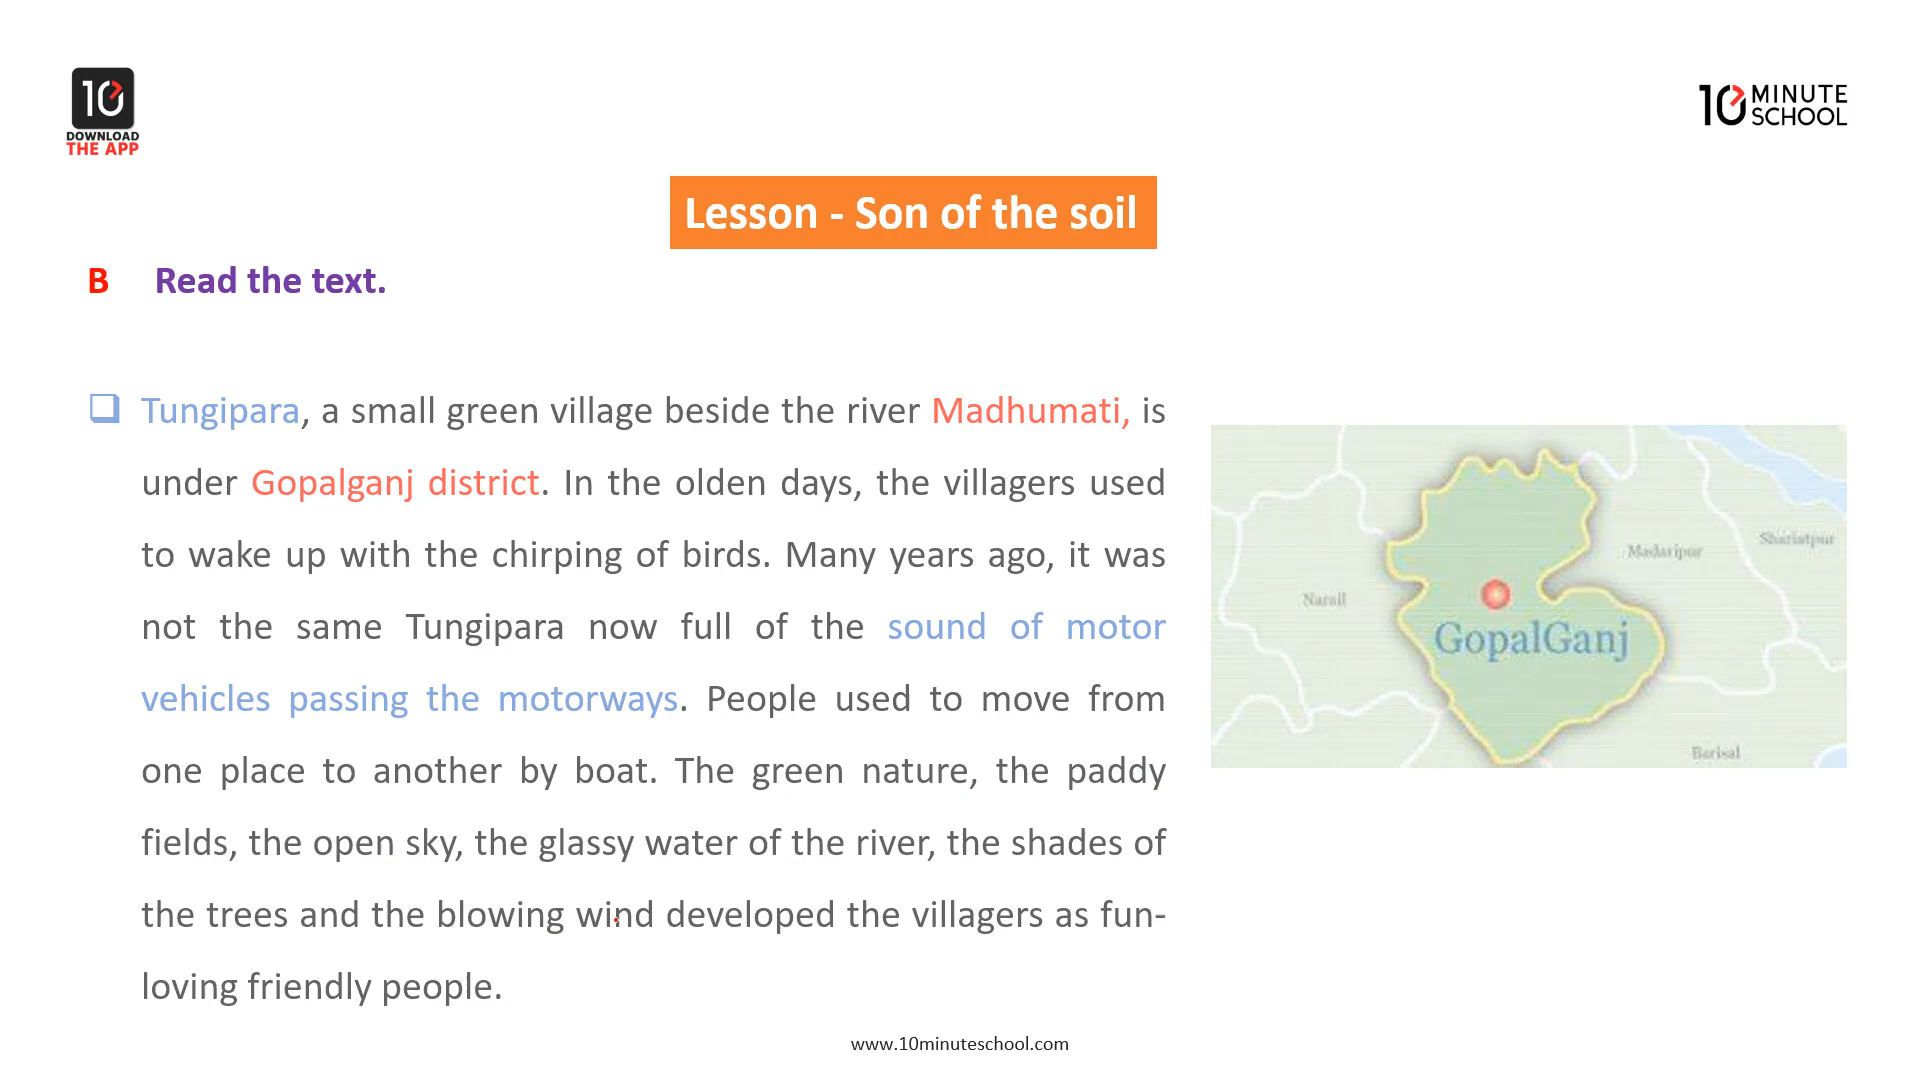 10
DOWNLOAD
THE APP
10 MINUTE
SCHOOL
Lesson - Son of the soil
B Read the text.
Tungipara, a small green village beside the river Madhumati, is
under Gopalganj district. In the olden days, the villagers used
to wake up with the chirping of birds. Many years ago, it was
not the same Tungipara now full of the sound of motor
vehicles passing the motorways. People used to move from
one place to another by boat. The green nature, the paddy
fields, the open sky, the glassy water of the river, the shades of
the trees and the blowing wind developed the villagers as fun-
loving friendly people.
Shariatpur
Madaripur
Narail
GopalGanj
Barisal
www.10minuteschool.com